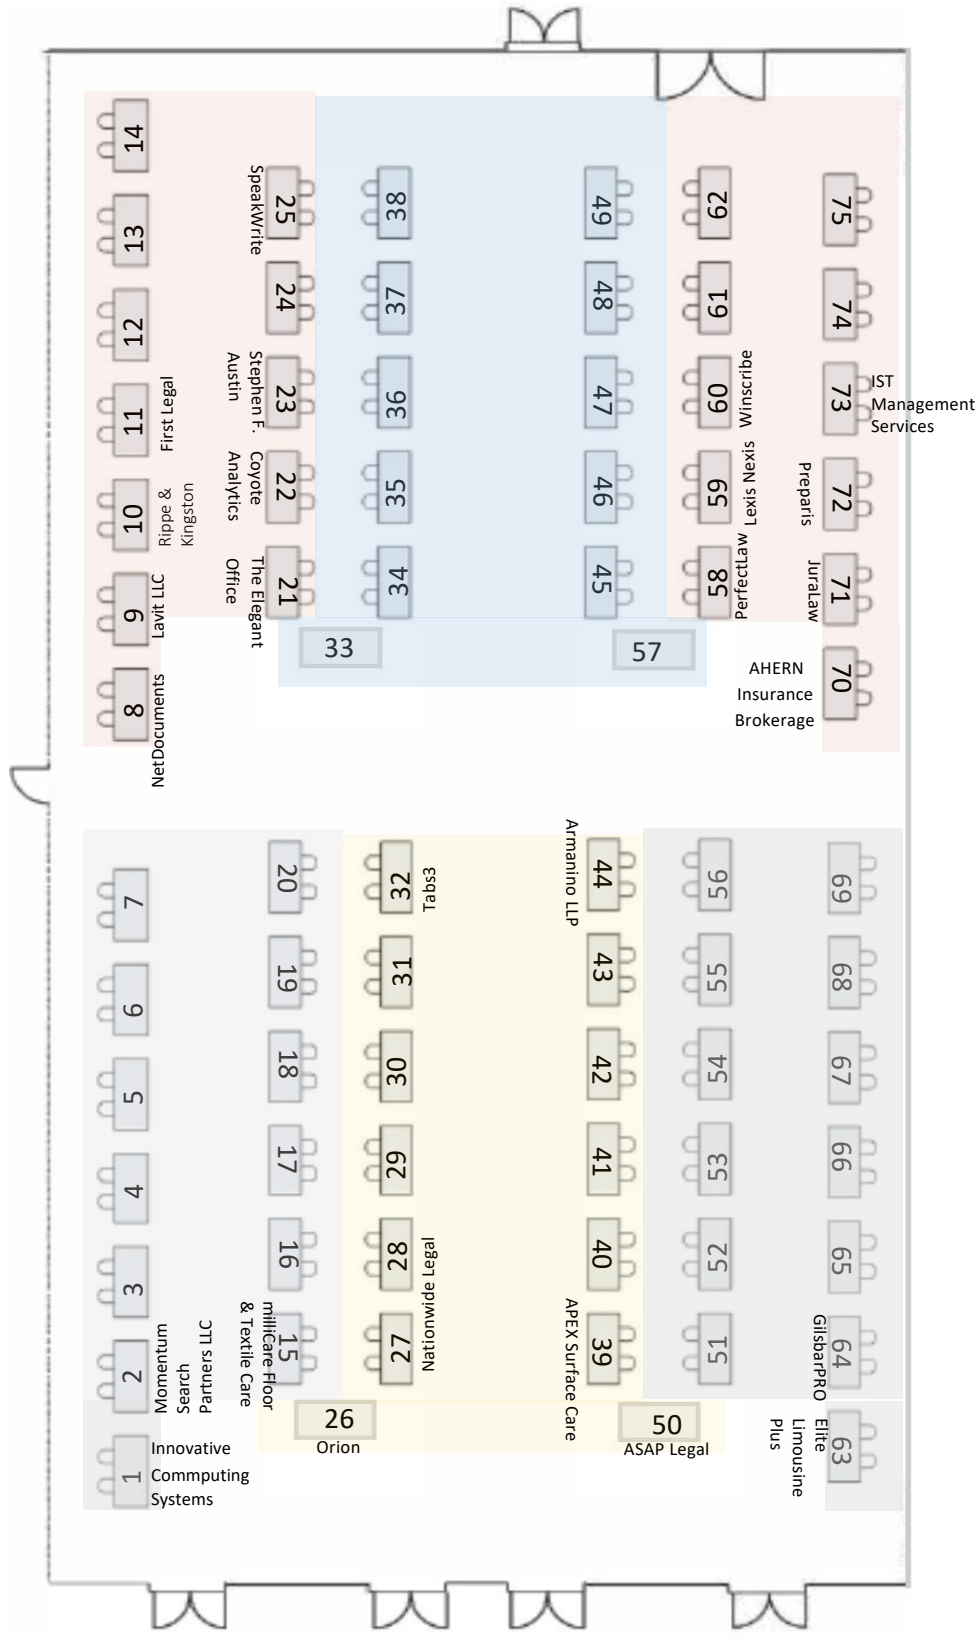 14
13
12
11
First Legal
10
Rippe &
Kingston
9
Lavit LLC
8
NetDocuments
25
SpeakWrite
24
23
Stephen F.
Austin
22
Coyote
Analytics
21
The Elegant
Office
38
37
36
35
34
33
49
48
47
46
45
57
62
61
60
Winscribe
59
Lexis Nexis
58
PerfectLaw
75
74
73
IST
Management
Services
72
Preparis
71
JuraLaw
70
AHERN
Insurance
Brokerage
7
6
5
4
3
2
Momentum
Search
Partners LLC
1
Innovative
Commputing
Systems
20
19
18
17
16
15
milliCare Floor
& Textile Care
32
Tabs3
31
30
29
28
Nationwide Legal
27
26
Orion
44
Armanino LLP
43
42
41
40
39
APEX Surface Care
50
ASAP Legal
56
55
54
53
52
51
69
68
67
66
65
64
GilsbarPRO
63
Elite
Limousine
Plus